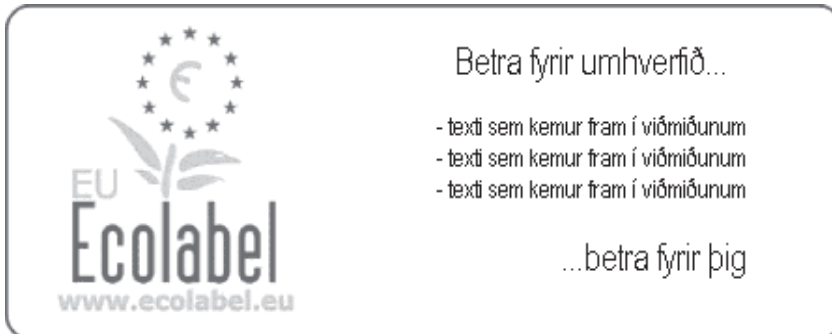 EU
Ecolabel
www.ecolabel.eu
Betra fyrir umhverfið...
- texti sem kemur fram í viðmiðunum
- texti sem kemur fram í viðmiðunum
- texti sem kemur fram í viðmiðunum
...betra fyrir þig